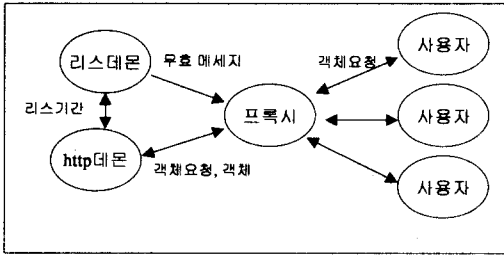 리스데몬
무효 메세지
객체요청
사용자
리스기간
프록시
사용자
http데몬
객체요청, 객체
사용자